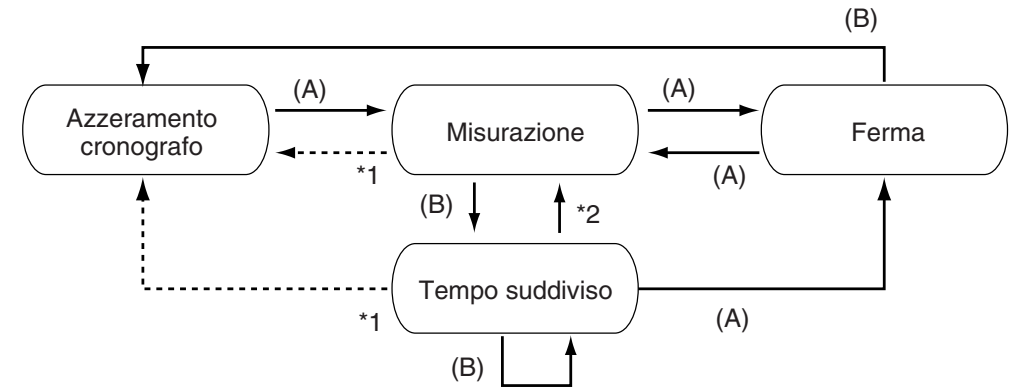 (B)
(A)
(A)
Azzeramento
cronografo
Misurazione
Ferma
*1
(A)
(B)
*2
Tempo suddiviso
*1
(A)
(B)